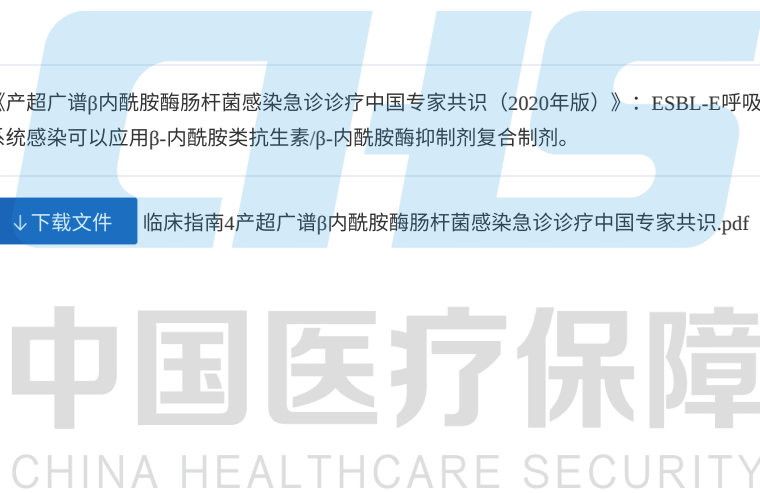 《产超广谱β内酰胺酶肠杆菌感染急诊诊疗中国专家共识（2020年版）》：ESBL-E呼吸
系统感染可以应用β-内酰胺类抗生素/β-内酰胺酶抑制剂复合制剂。
下载文件 临床指南4产超广谱β内酰胺酶肠杆菌感染急诊诊疗中国专家共识.pdf
CHS
中国医疗保障
CHINA HEALTHCARE SECURITY